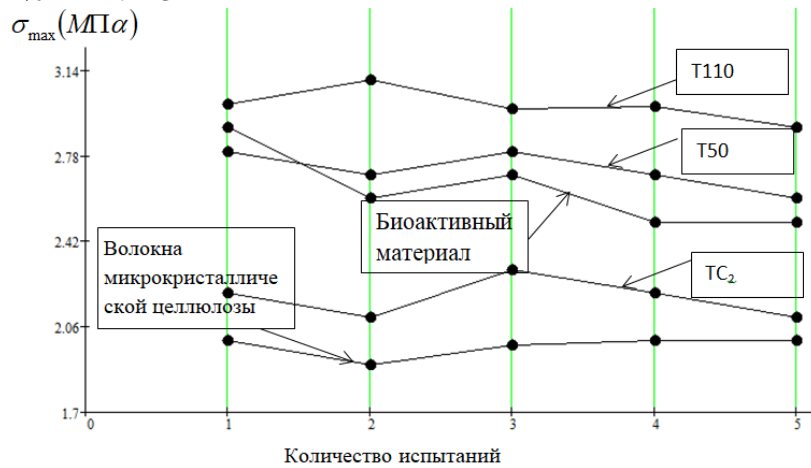 σmax(МПα)
3.14
T110
2.78
T50
Биоактивный
материал
2.42
Волокна
микрокристалличе
ской целлюлозы
TC2
2.06
1.7
0 1 2 3 4 5
Количество испытаний